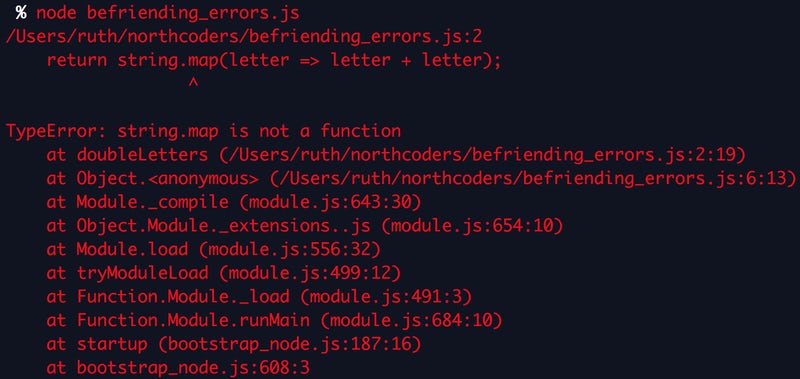 % node befriending_errors.js
/Users/ruth/northcoders/befriending_errors.js:2
    return string.map(letter => letter + letter);
                  ^
TypeError: string.map is not a function
    at doubleLetters (/Users/ruth/northcoders/befriending_errors.js:2:19)
    at Object.<anonymous> (/Users/ruth/northcoders/befriending_errors.js:6:13)
    at Module._compile (module.js:643:30)
    at Object.Module._extensions..js (module.js:654:10)
    at Module.load (module.js:556:32)
    at tryModuleLoad (module.js:499:12)
    at Function.Module._load (module.js:491:3)
    at Function.Module.runMain (module.js:684:10)
    at startup (bootstrap_node.js:187:16)
    at bootstrap_node.js:608:3